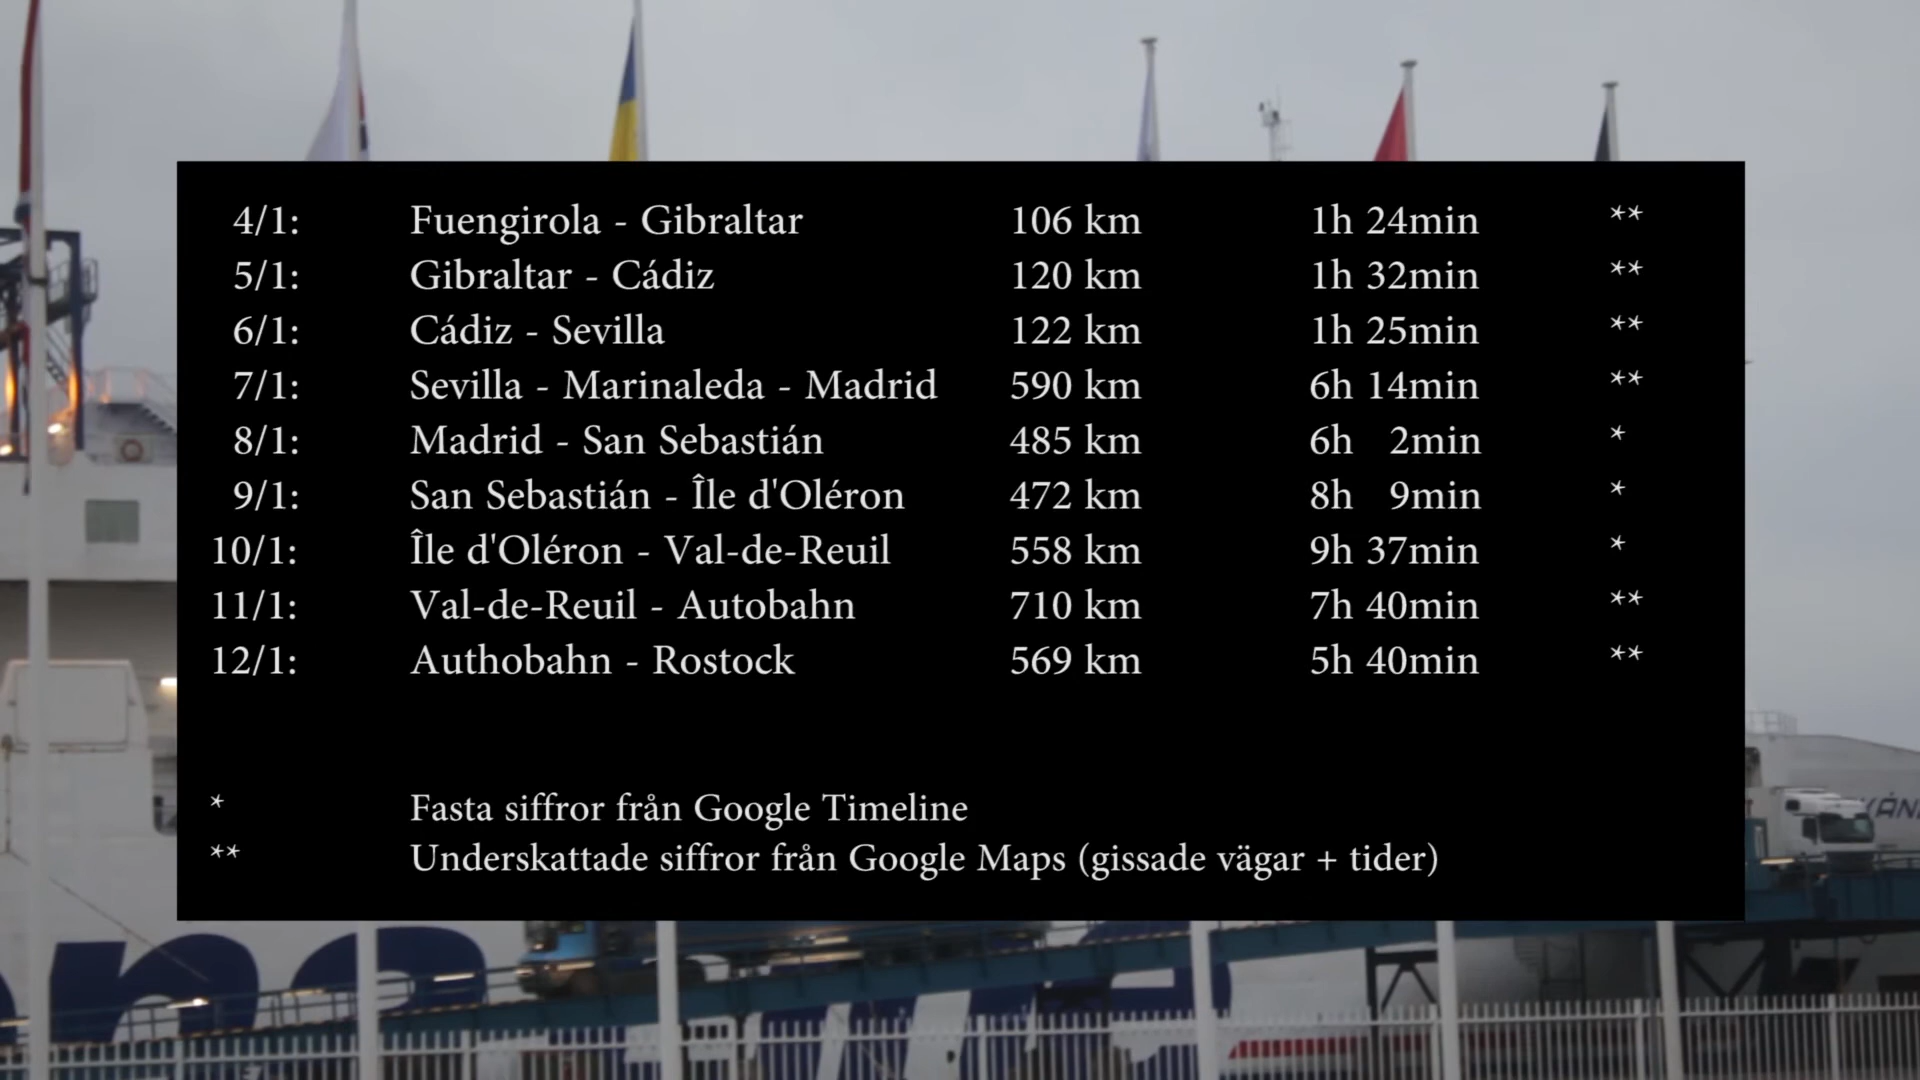 4/1: Fuengirola - Gibraltar 106 km 1h 24min **
5/1: Gibraltar - Cádiz 120 km 1h 32min **
6/1: Cádiz - Sevilla 122 km 1h 25min **
7/1: Sevilla - Marinaleda - Madrid 590 km 6h 14min **
8/1: Madrid - San Sebastián 485 km 6h 2min *
9/1: San Sebastián - Île d'Oléron 472 km 8h 9min *
10/1: Île d'Oléron - Val-de-Reuil 558 km 9h 37min *
11/1: Val-de-Reuil - Autobahn 710 km 7h 40min **
12/1: Authobahn - Rostock 569 km 5h 40min **
* Fasta siffror från Google Timeline
** Underskattade siffror från Google Maps (gissade vägar + tider)